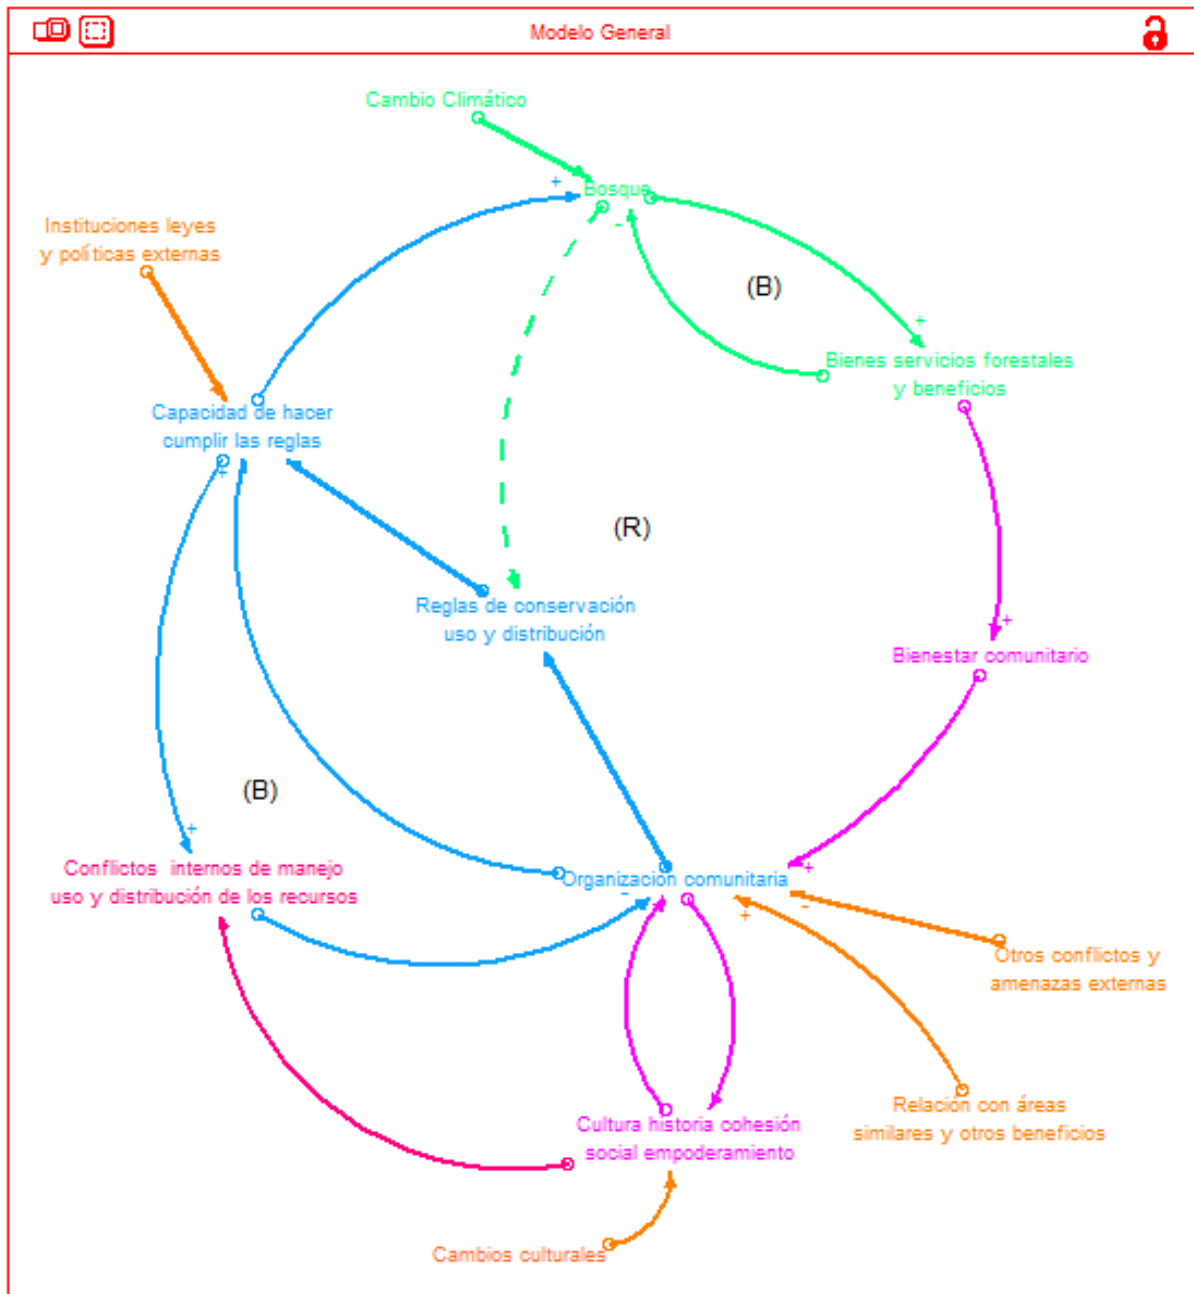 Modelo General
Cambio Climático
+
Bosque
-
Instituciones leyes
y políticas externas
(B)
+
Bienes servicios forestales
y beneficios
Capacidad de hacer
cumplir las reglas
+
(R)
Reglas de conservación
uso y distribución
+
Bienestar comunitario
(B)
+
Conflictos internos de manejo
uso y distribución de los recursos
+
Organización comunitaria
-
-
+
Otros conflictos y
amenazas externas
Relación con áreas
similares y otros beneficios
Cultura historia cohesión
social empoderamiento
Cambios culturales